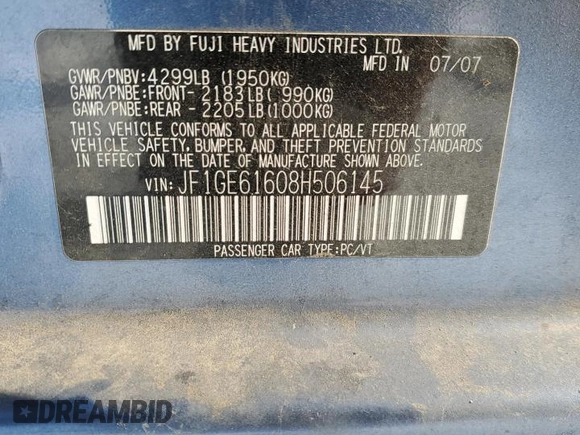 MFD BY FUJI HEAVY INDUSTRIES LTD.
MFD IN 07/07
GVWR/PNBV:4299LB (1950KG)
GAWR/PNBE:FRONT- 2183LB( 990KG)
GAWR/PNBE:REAR - 2205LB(1000KG)
THIS VEHICLE CONFORMS TO ALL APPLICABLE FEDERAL MOTOR
VEHICLE SAFETY, BUMPER, AND THEFT PREVENTION STANDARDS
IN EFFECT ON THE DATE OF MANUFACTURE SHOWN ABOVE.
VIN: JF1GE61608H506145
PASSENGER CAR TYPE:PC/VT
DREAMBID